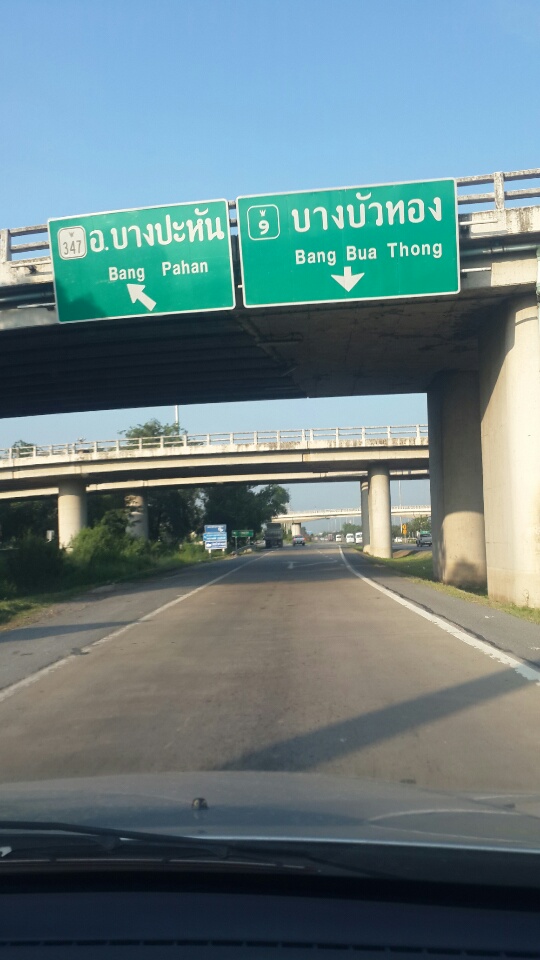 347 อ.บางปะหัน
Bang Pahan
9 บางบัวทอง
Bang Bua Thong